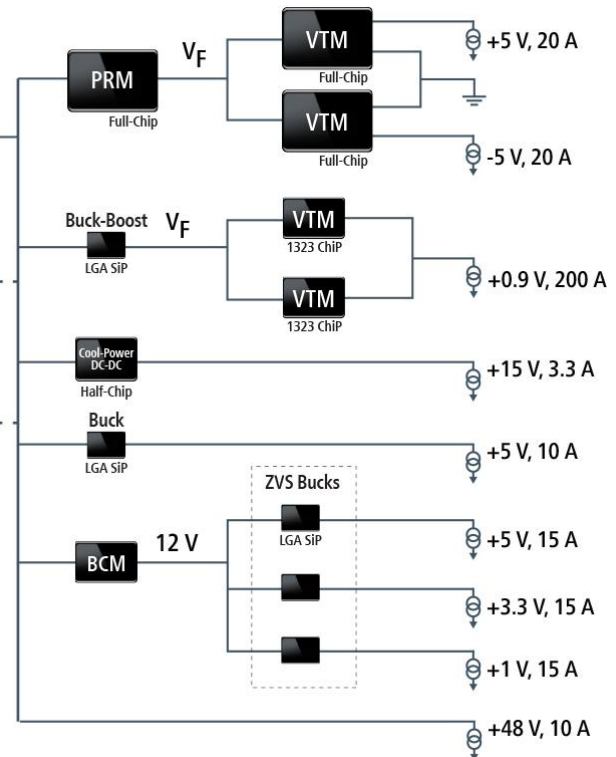 PRM
Full-Chip
VF
VTM
Full-Chip
VTM
Full-Chip
+5 V, 20 A
-5 V, 20 A
Buck-Boost
LGA SiP
VF
VTM
1323 ChiP
VTM
1323 ChiP
+0.9 V, 200 A
Cool-Power
DC-DC
Half-Chip
+15 V, 3.3 A
Buck
LGA SiP
+5 V, 10 A
BCM
12 V
ZVS Bucks
LGA SiP
+5 V, 15 A
+3.3 V, 15 A
+1 V, 15 A
+48 V, 10 A